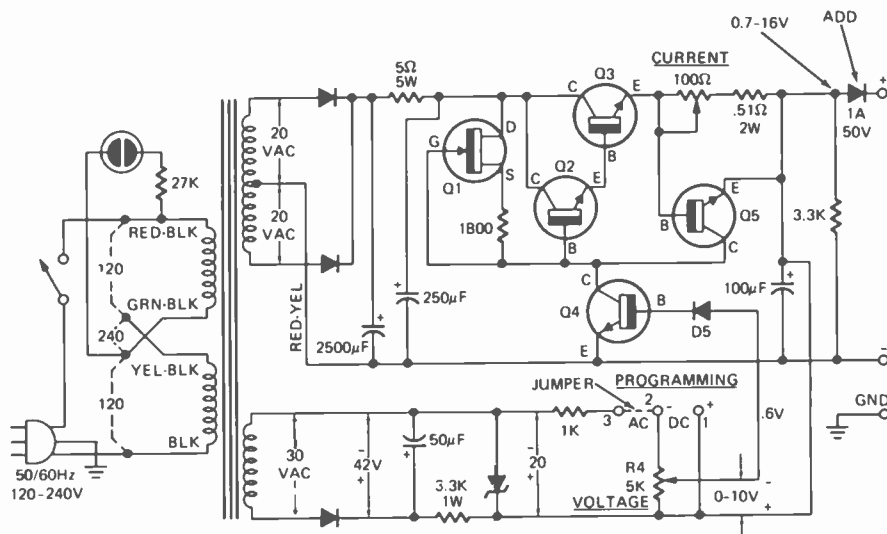 0.7-16V
ADD
CURRENT
5Ω
5W
Q3
100Ω
.51Ω
2W
1A
50V
+
C
E
B
20
VAC
20
VAC
27K
G
D
S
Q1
1800
C
Q2
E
B
E
Q5
B
C
3.3K
RED-BLK
120
GRN-BLK
240
YEL-BLK
120
BLK
RED-YEL
+
2500µF
+
250µF
C
Q4
B
E
D5
+
100µF
-
JUMPER
PROGRAMMING
GND
.6V
50/60Hz
120-240V
30
VAC
-
42V
+
50µF
+
3.3K
1W
-
20
+
1K
3
AC
2
-
DC
+
1
R4
5K
VOLTAGE
0-10V
-
+